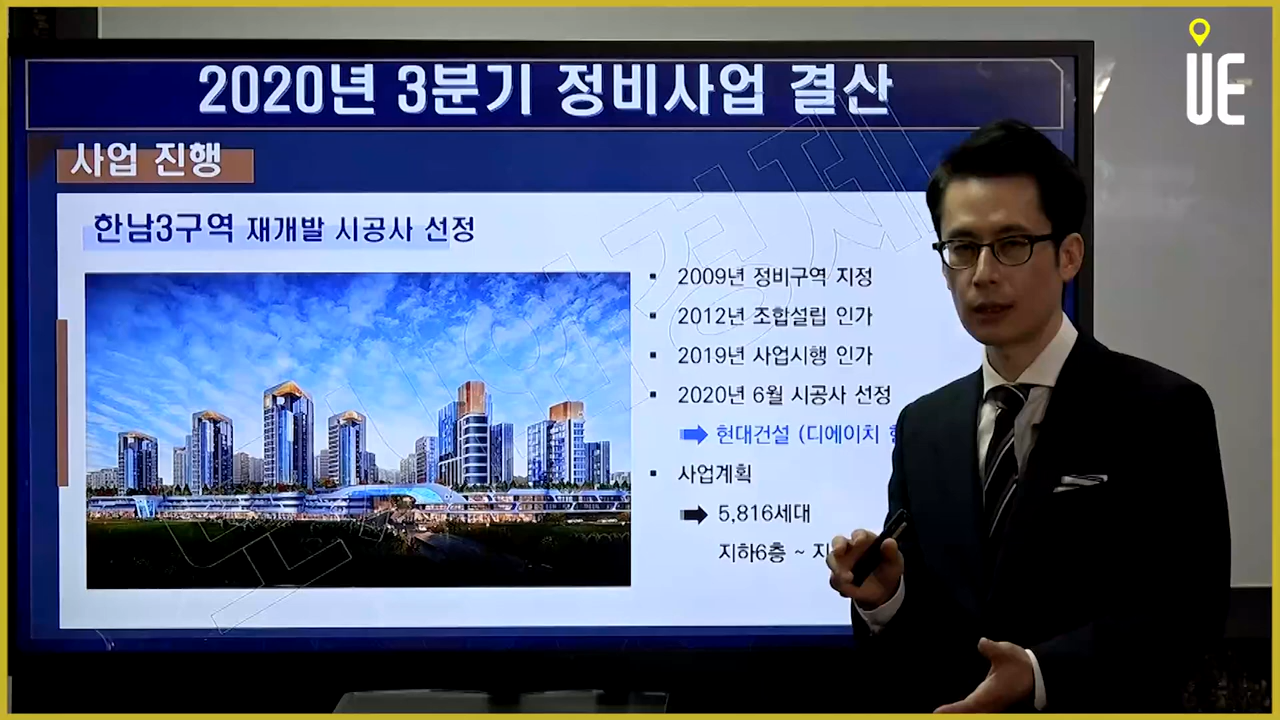 2020년 3분기 정비사업 결산
UE
사업 진행
한남3구역 재개발 시공사 선정
2009년 정비구역 지정
2012년 조합설립 인가
2019년 사업시행 인가
2020년 6월 시공사 선정
현대건설 (디에이치
사업계획
5,816세대
지하6층 ~
도시와경제